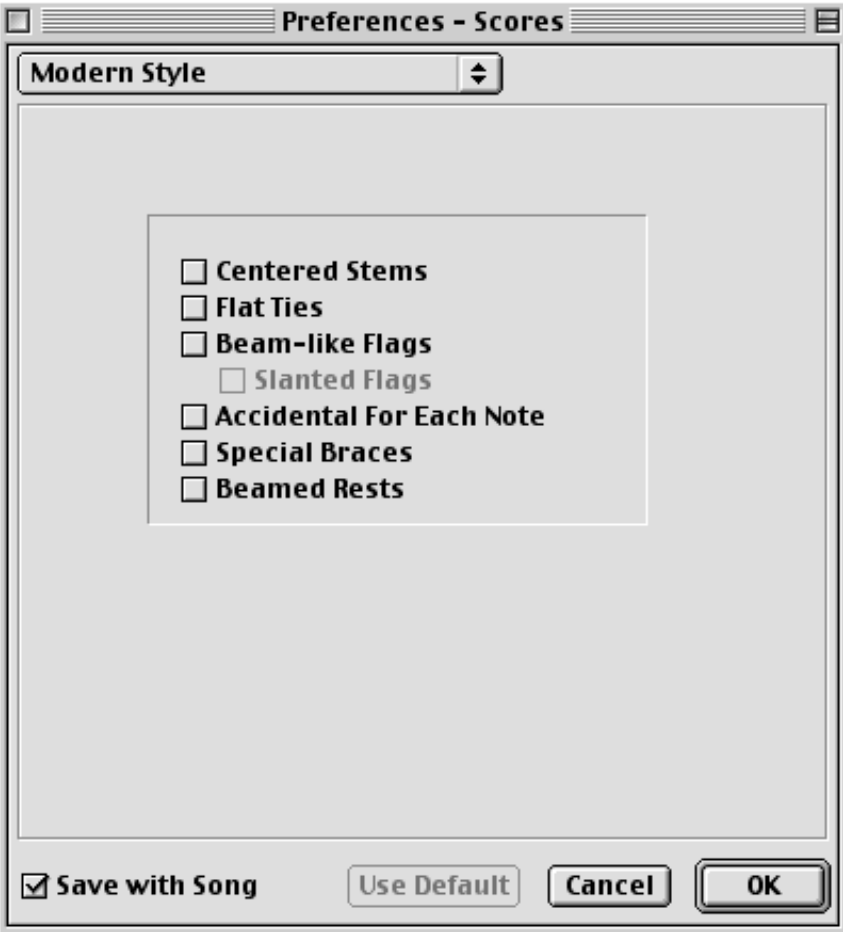 Preferences - Scores
Modern Style
Centered Stems
Flat Ties
Beam-like Flags
Slanted Flags
Accidental For Each Note
Special Braces
Beamed Rests
Save with Song Use Default Cancel OK